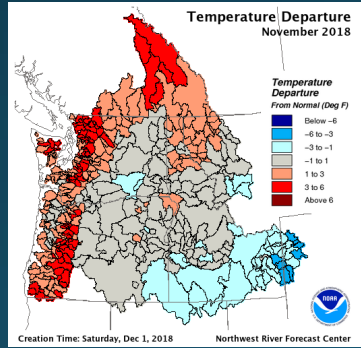 Temperature Departure
November 2018
Temperature
Departure
From Normal (Deg F)
Below -6
-6 to -3
-3 to -1
-1 to 1
1 to 3
3 to 6
Above 6
NOAA
Creation Time: Saturday, Dec 1, 2018
Northwest River Forecast Center